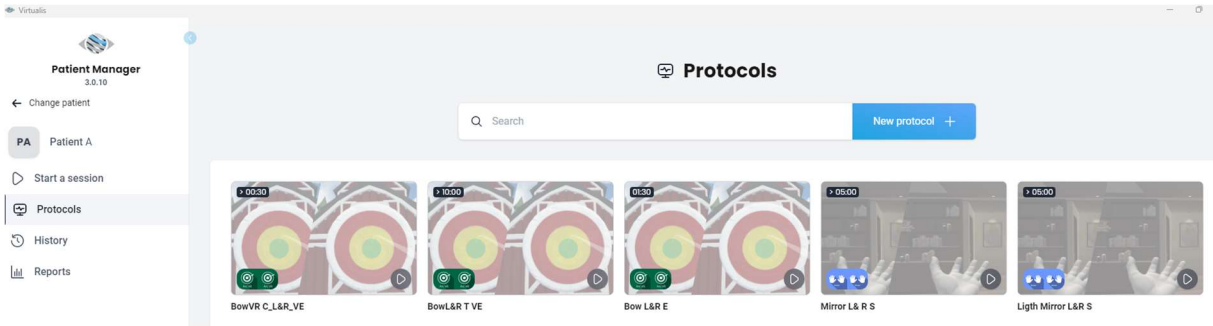 Virtualis
Patient Manager
3.0.10
Change patient
PA Patient A
Start a session
Protocols
History
Reports
Protocols
Search
New protocol +
> 00:30
> 10:00
01:30
> 05:00
> 05:00
BowVR C_L&R_VE
BowL&R T VE
Bow L&R E
Mirror L& R S
Ligth Mirror L&R S